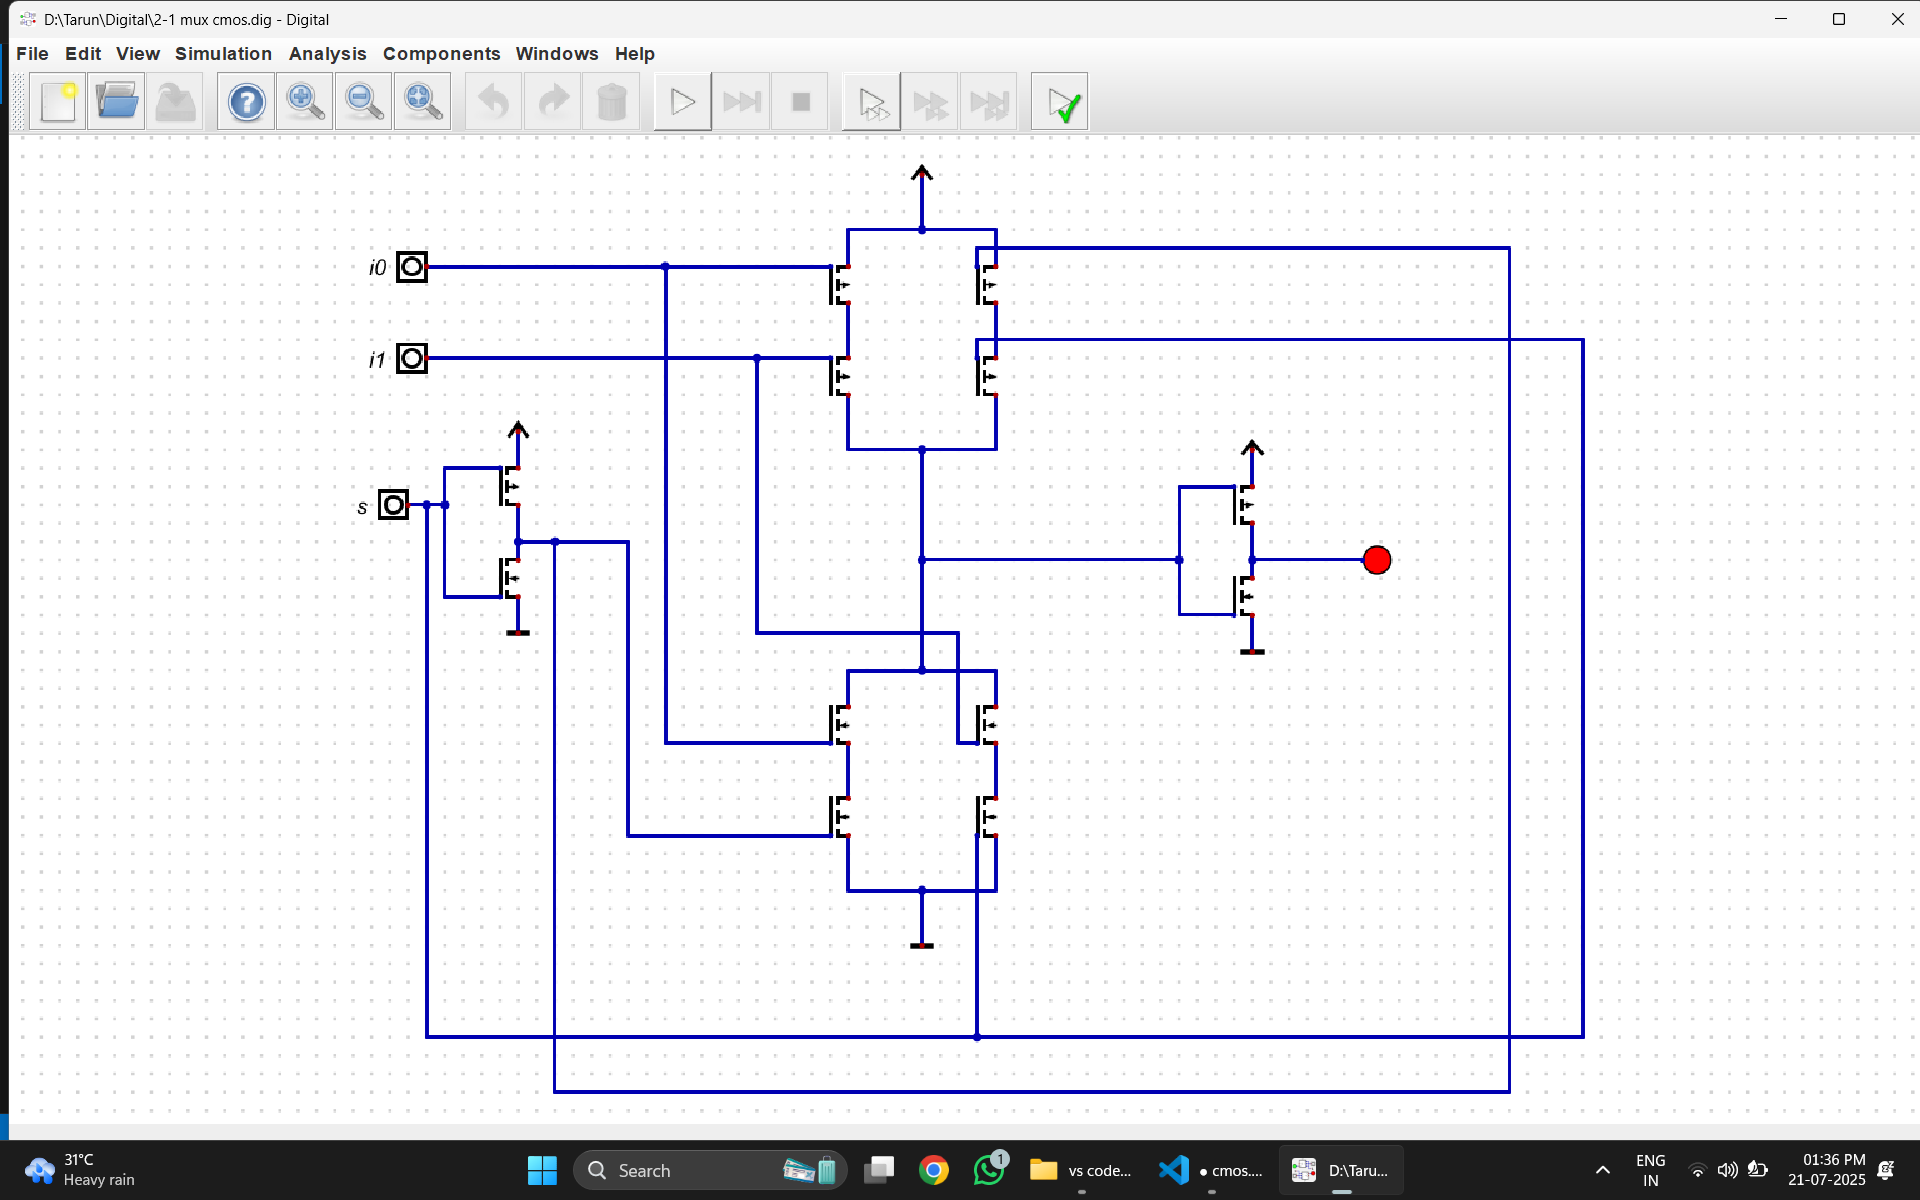 D:\Tarun\Digital\2-1 mux cmos.dig - Digital
File Edit View Simulation Analysis Components Windows Help
i0
i1
s
31°C
Heavy rain
Search
1
vs code...
cmos....
D:\Taru...
ENG
IN
01:36 PM
21-07-2025